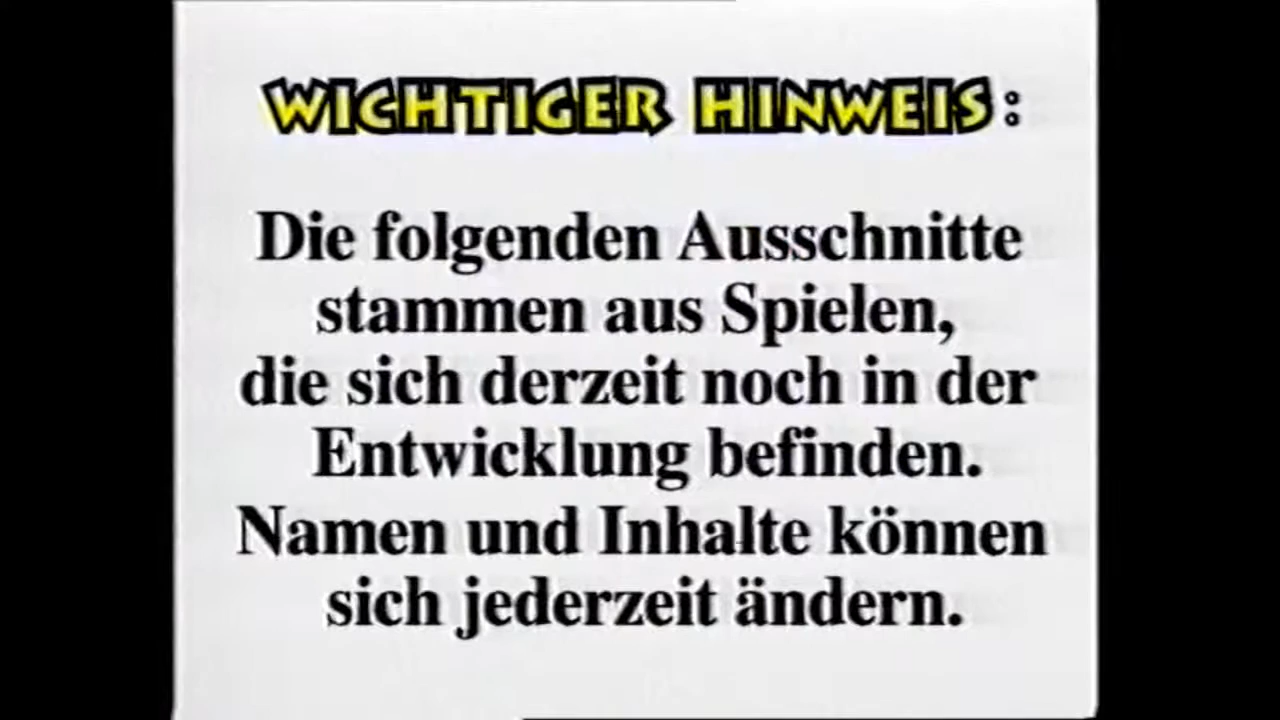 WICHTIGER HINWEIS:
Die folgenden Ausschnitte
stammen aus Spielen,
die sich derzeit noch in der
Entwicklung befinden.
Namen und Inhalte können
sich jederzeit ändern.